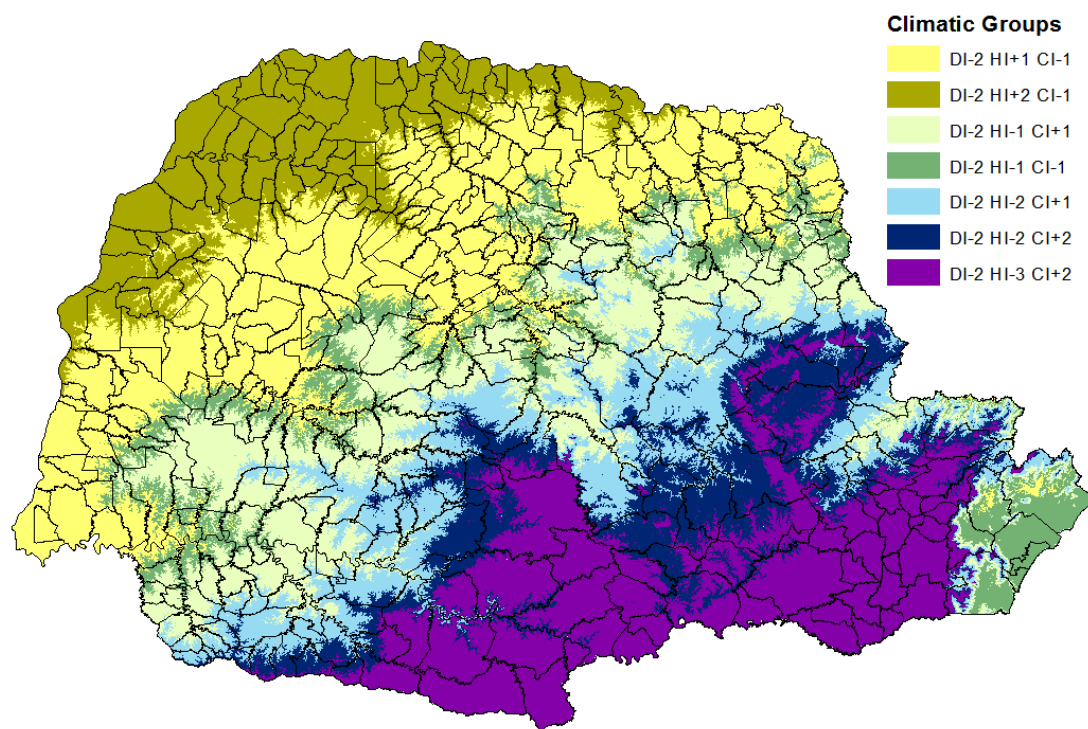 Climatic Groups
DI-2 HI+1 CI-1
DI-2 HI+2 CI-1
DI-2 HI-1 CI+1
DI-2 HI-1 CI-1
DI-2 HI-2 CI+1
DI-2 HI-2 CI+2
DI-2 HI-3 CI+2